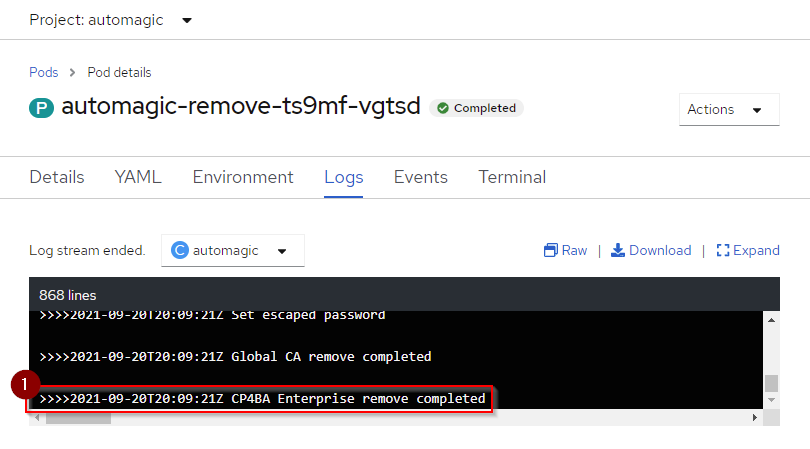 Project: automagic
Pods > Pod details
P automagic-remove-ts9mf-vgtsd Completed
Actions
Details YAML Environment Logs Events Terminal
Log stream ended. C automagic
Raw | Download | Expand
868 lines
>>>>2021-09-20T20:09:21Z Set escaped password
>>>>2021-09-20T20:09:21Z Global CA remove completed
1
>>>>2021-09-20T20:09:21Z CP4BA Enterprise remove completed